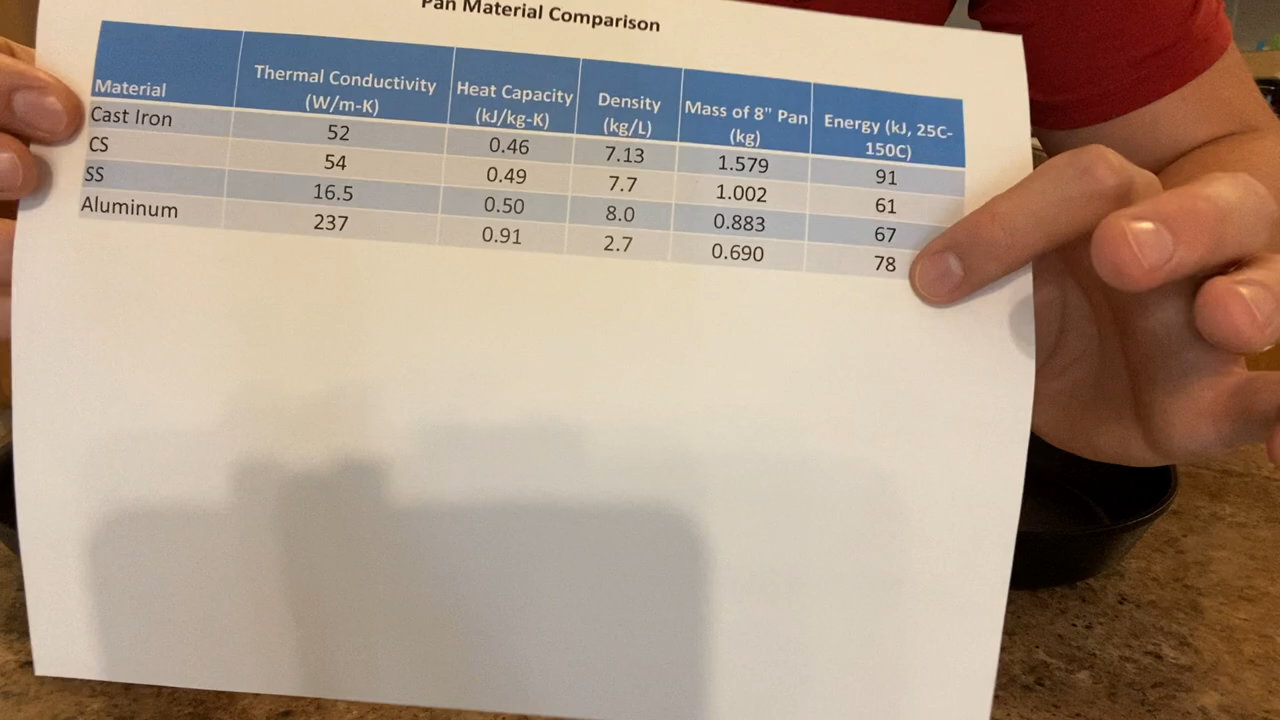 Pan Material Comparison
Material Thermal Conductivity (W/m-K) Heat Capacity (kJ/kg-K) Density (kg/L) Mass of 8" Pan (kg) Energy (kJ, 25C-150C)
Cast Iron 52 0.46 7.13 1.579 91
CS 54 0.49 7.7 1.002 61
SS 16.5 0.50 8.0 0.883 67
Aluminum 237 0.91 2.7 0.690 78